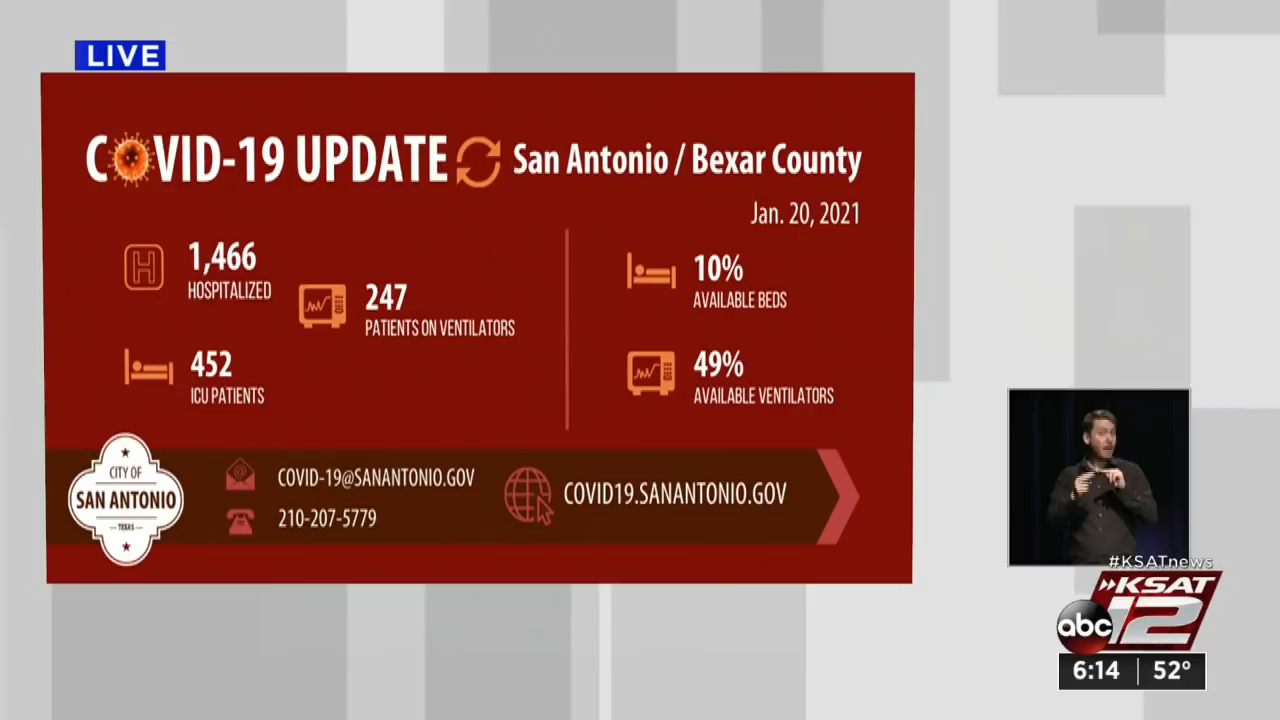 LIVE
COVID-19 UPDATE
San Antonio / Bexar County
Jan. 20, 2021
1,466
HOSPITALIZED
247
PATIENTS ON VENTILATORS
452
ICU PATIENTS
10%
AVAILABLE BEDS
49%
AVAILABLE VENTILATORS
CITY OF
SAN ANTONIO
TEXAS
COVID-19@SANANTONIO.GOV
210-207-5779
COVID19.SANANTONIO.GOV
#KSATnews
KSAT
abc 12
6:14 52°